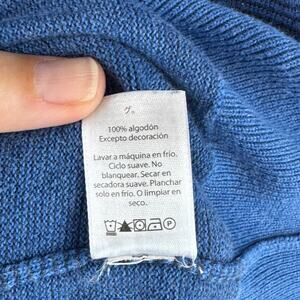 100% algodón
Excepto decoración
Lavar a máquina en frío.
Ciclo suave. No
blanquear. Secar en
secadora suave. Planchar
solo en frío. O limpiar en
seco.
P